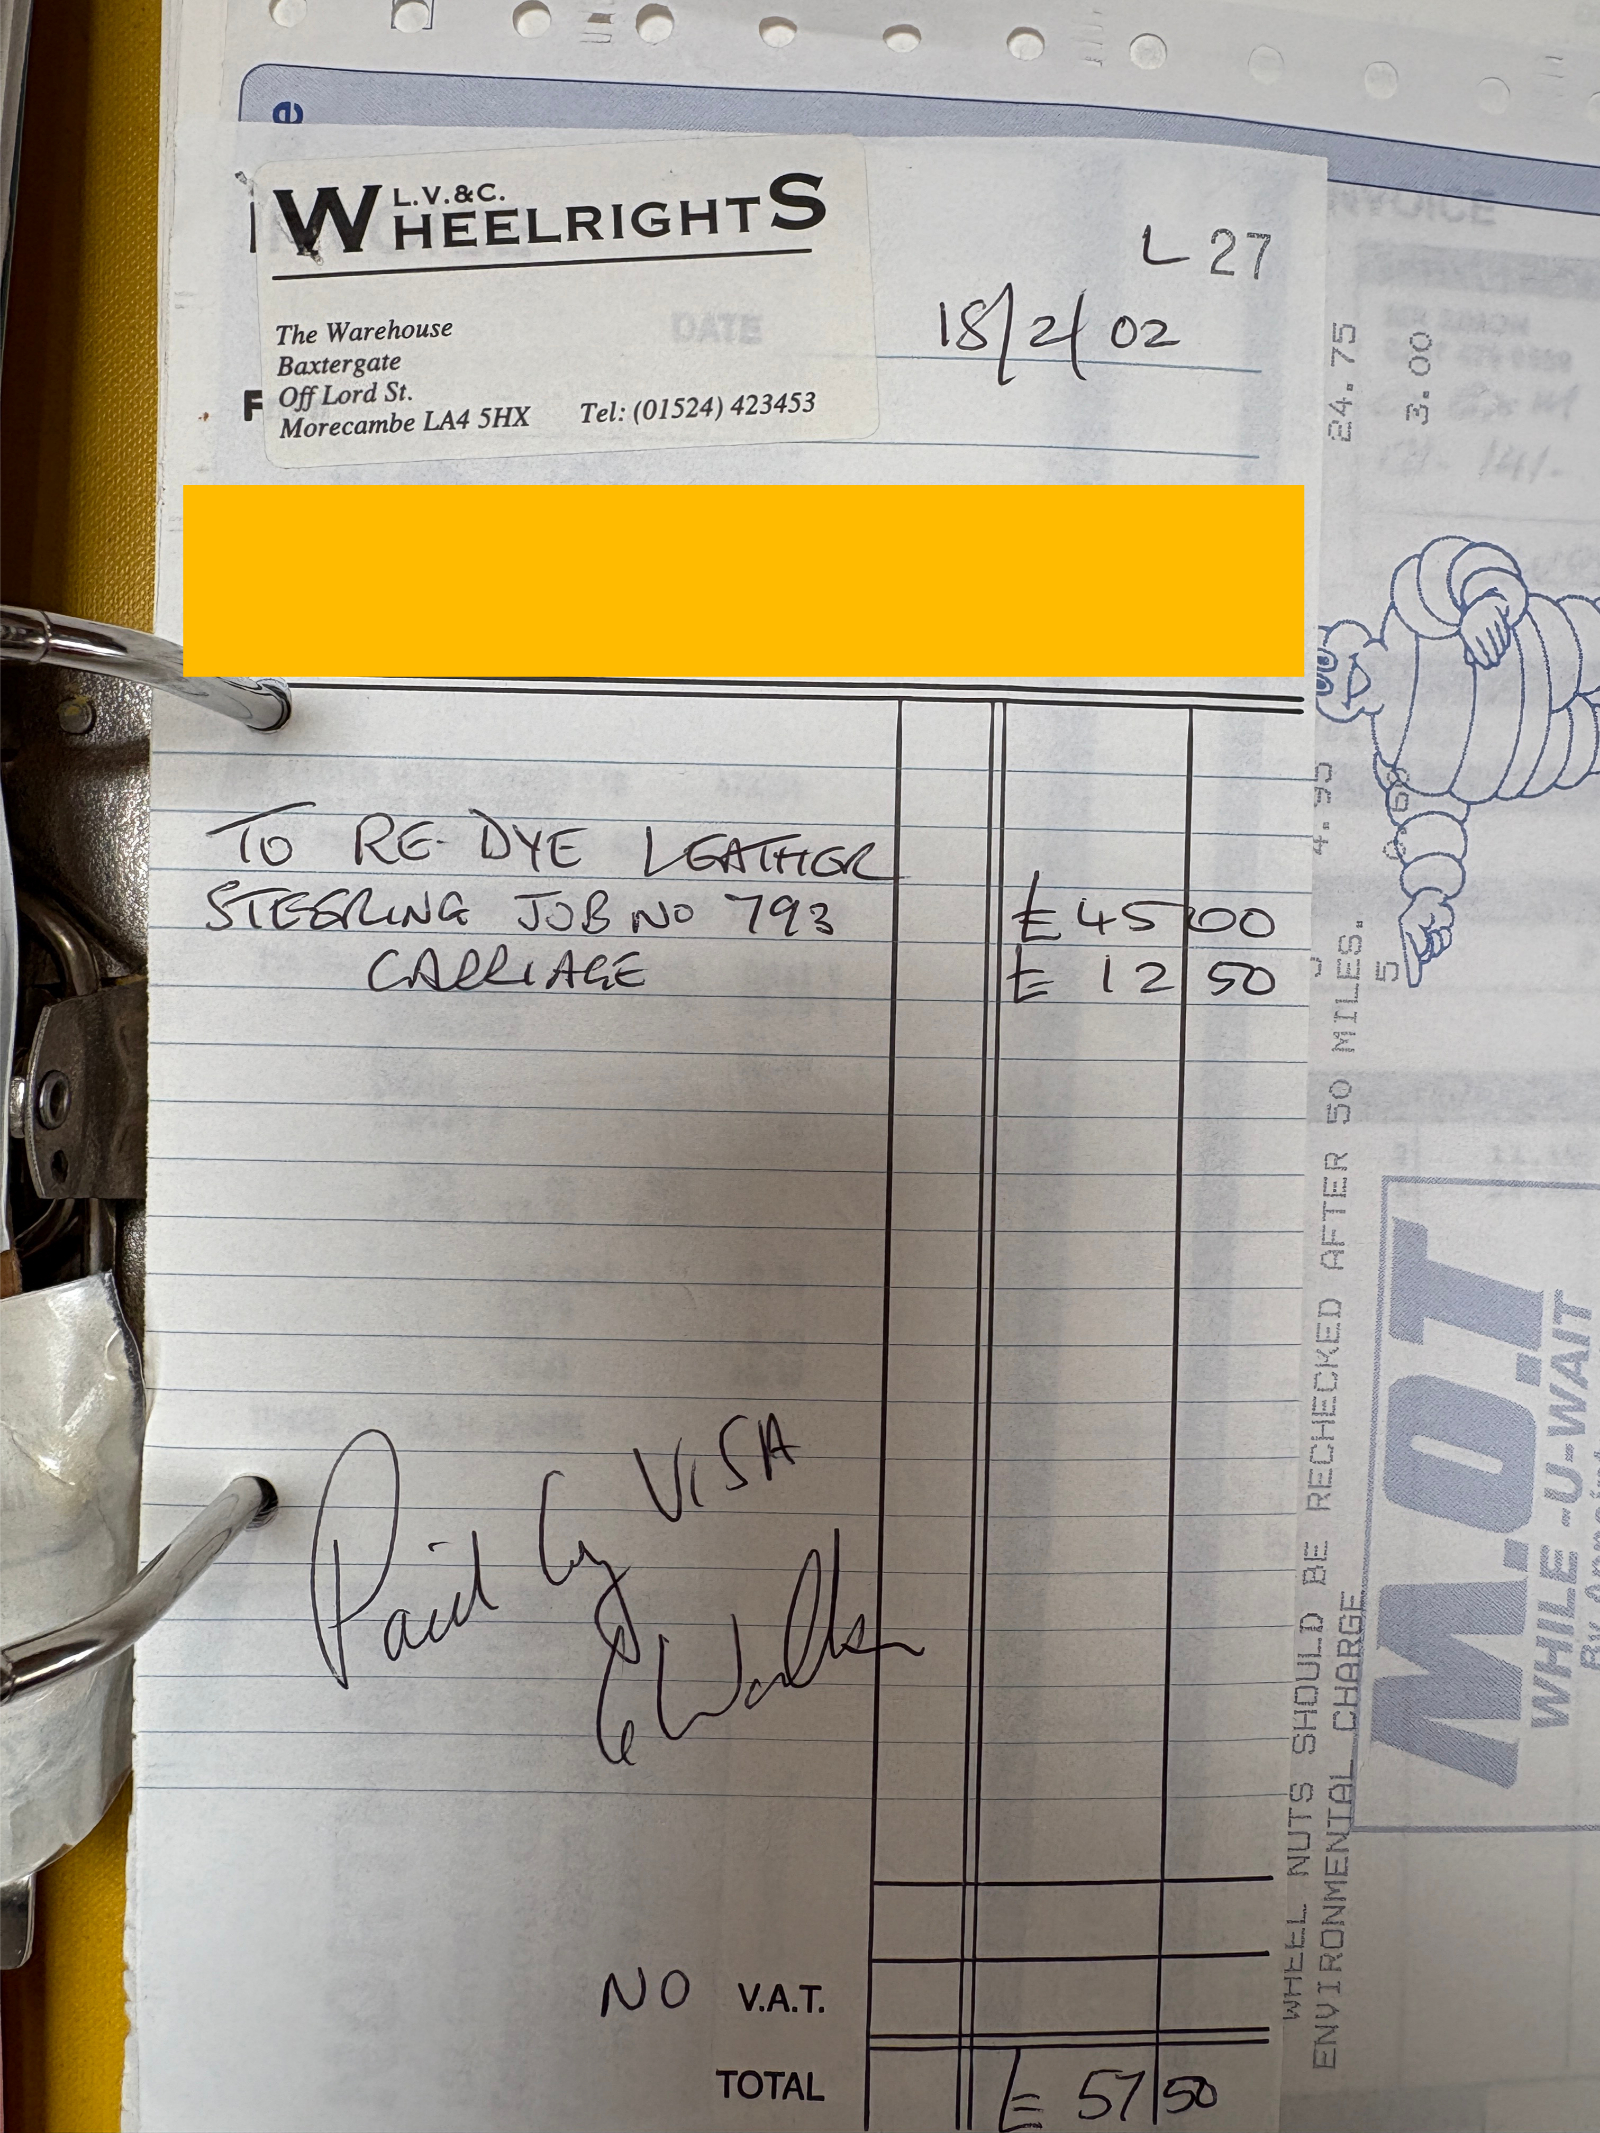 L.V.&C.
WHEELRIGHTS
The Warehouse
Baxtergate
Off Lord St.
Morecambe LA4 5HX Tel: (01524) 423453
L 27
DATE
18/2/02
F
e
TO RE-DYE LEATHER
STEERING JOB NO 793 £ 45 00
CARRIAGE £ 12 50
Paid by VISA
NO V.A.T.
TOTAL £ 57 50
INVOICE
24.75
3.00
WHEEL NUTS SHOULD BE RECHECKED AFTER 50 MILES.
ENVIRONMENTAL CHARGE 5
M.O.T
WHILE-U-WAIT